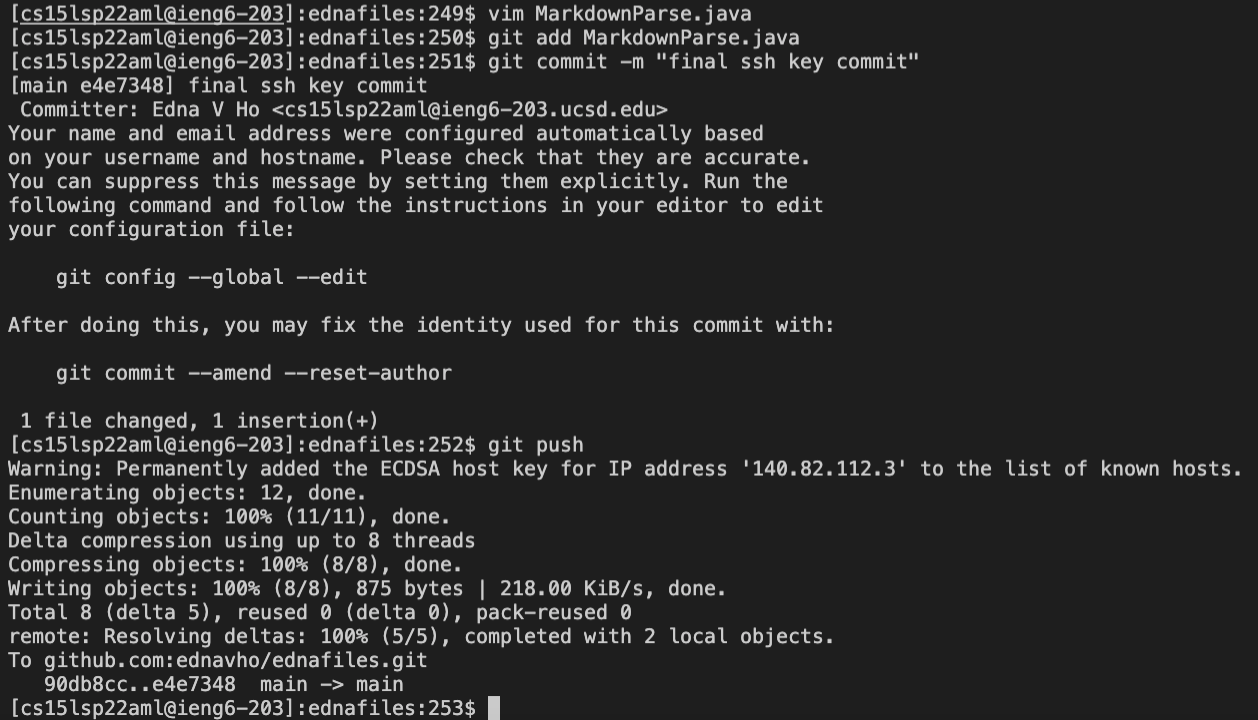 [cs15lsp22aml@ieng6-203]:ednafiles:249$ vim MarkdownParse.java
[cs15lsp22aml@ieng6-203]:ednafiles:250$ git add MarkdownParse.java
[cs15lsp22aml@ieng6-203]:ednafiles:251$ git commit -m "final ssh key commit"
[main e4e7348] final ssh key commit
 Committer: Edna V Ho <cs15lsp22aml@ieng6-203.ucsd.edu>
Your name and email address were configured automatically based
on your username and hostname. Please check that they are accurate.
You can suppress this message by setting them explicitly. Run the
following command and follow the instructions in your editor to edit
your configuration file:

    git config --global --edit

After doing this, you may fix the identity used for this commit with:

    git commit --amend --reset-author

 1 file changed, 1 insertion(+)
[cs15lsp22aml@ieng6-203]:ednafiles:252$ git push
Warning: Permanently added the ECDSA host key for IP address '140.82.112.3' to the list of known hosts.
Enumerating objects: 12, done.
Counting objects: 100% (11/11), done.
Delta compression using up to 8 threads
Compressing objects: 100% (8/8), done.
Writing objects: 100% (8/8), 875 bytes | 218.00 KiB/s, done.
Total 8 (delta 5), reused 0 (delta 0), pack-reused 0
remote: Resolving deltas: 100% (5/5), completed with 2 local objects.
To github.com:ednavho/ednafiles.git
   90db8cc..e4e7348  main -> main
[cs15lsp22aml@ieng6-203]:ednafiles:253$